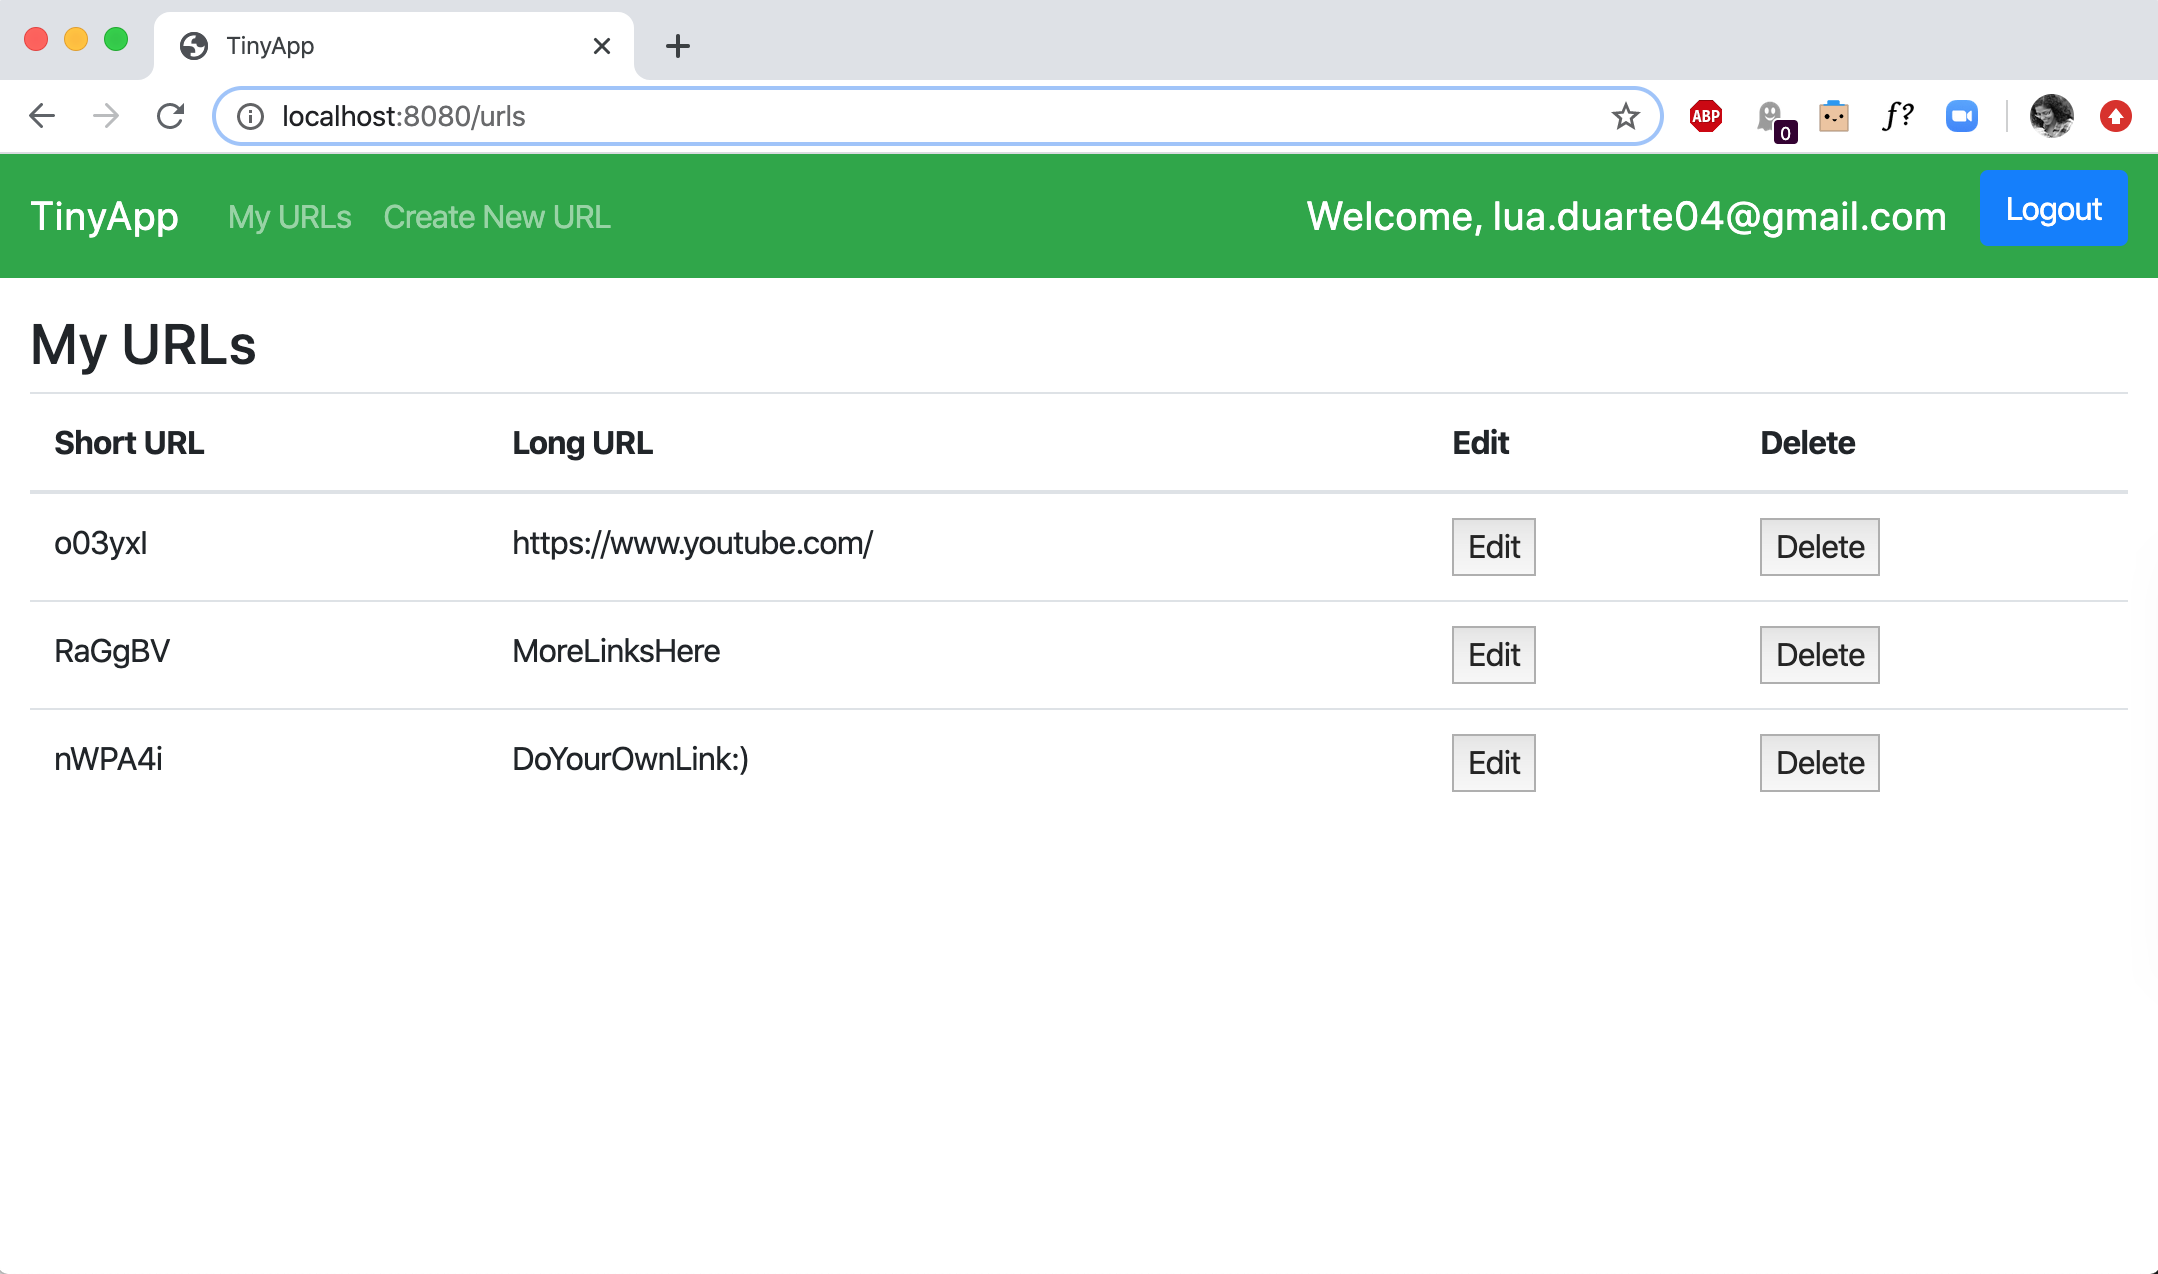 TinyApp
localhost:8080/urls
ABP
0
f?
TinyApp My URLs Create New URL Welcome, lua.duarte04@gmail.com Logout
My URLs
Short URL Long URL Edit Delete
o03yxI https://www.youtube.com/ Edit Delete
RaGgBV MoreLinksHere Edit Delete
nWPA4i DoYourOwnLink:) Edit Delete